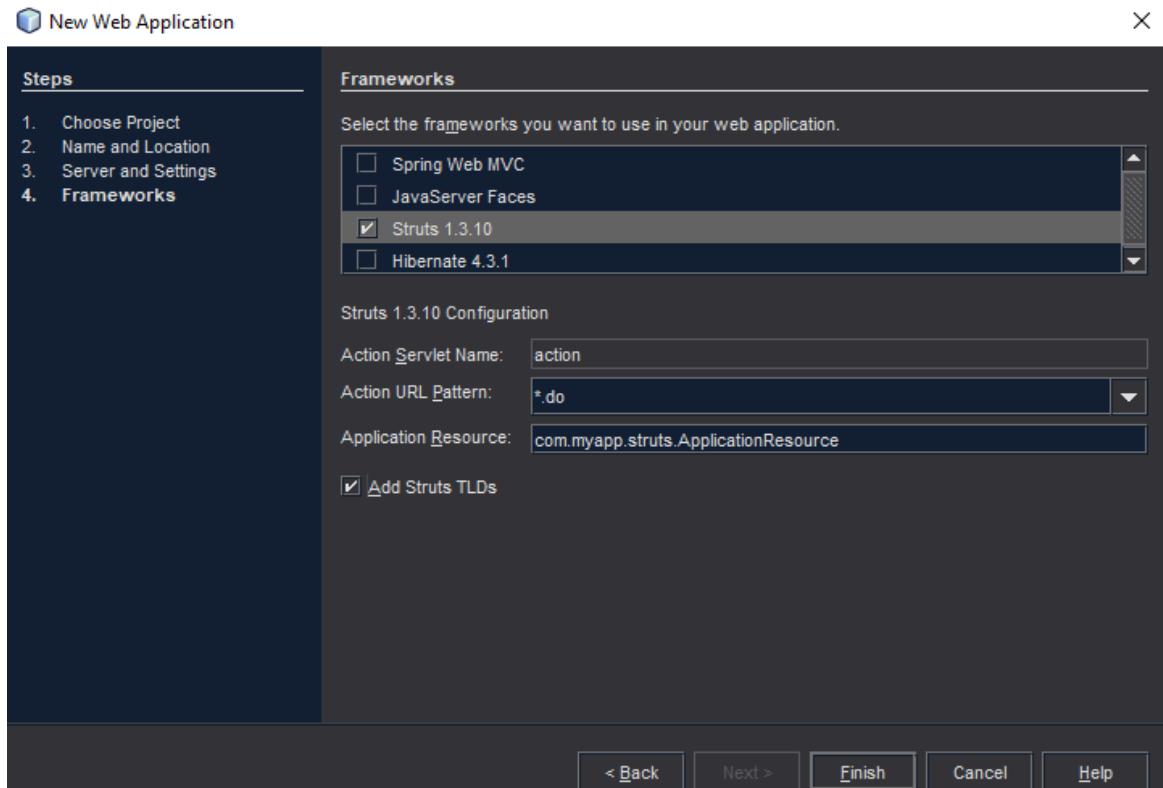 New Web Application
Steps
1. Choose Project
2. Name and Location
3. Server and Settings
4. Frameworks
Frameworks
Select the frameworks you want to use in your web application.
Spring Web MVC
JavaServer Faces
Struts 1.3.10
Hibernate 4.3.1
Struts 1.3.10 Configuration
Action Servlet Name: action
Action URL Pattern: *.do
Application Resource: com.myapp.struts.ApplicationResource
Add Struts TLDs
< Back Next > Finish Cancel Help